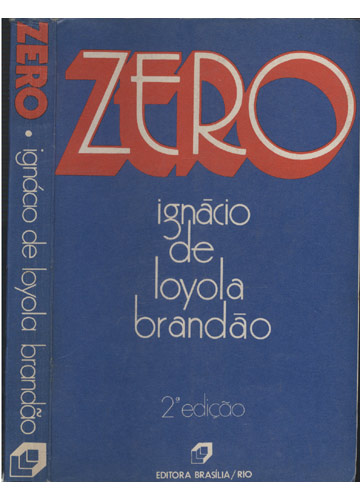 ZERO • ignácio de loyola brandão
ZERO
ignácio
de
loyola
brandão
2ª edição
EDITORA BRASÍLIA/RIO